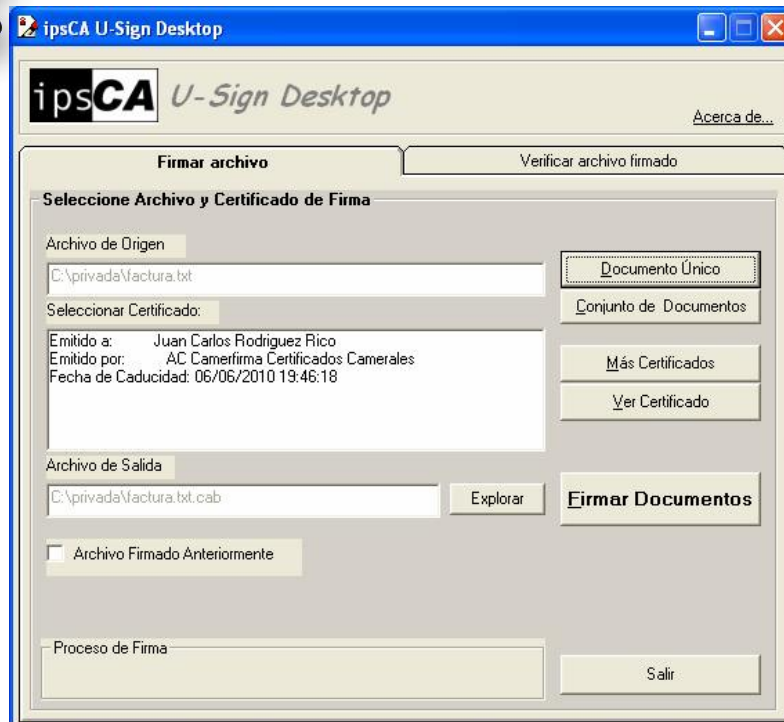 ipsCA U-Sign Desktop
ipsCA U-Sign Desktop
Acerca de...
Firmar archivo
Verificar archivo firmado
Seleccione Archivo y Certificado de Firma
Archivo de Origen
C:\privada\factura.txt
Documento Único
Seleccionar Certificado:
Conjunto de Documentos
Emitido a: Juan Carlos Rodriguez Rico
Emitido por: AC Camerfirma Certificados Camerales
Fecha de Caducidad: 06/06/2010 19:46:18
Más Certificados
Ver Certificado
Archivo de Salida
C:\privada\factura.txt.cab
Explorar
Firmar Documentos
Archivo Firmado Anteriormente
Proceso de Firma
Salir